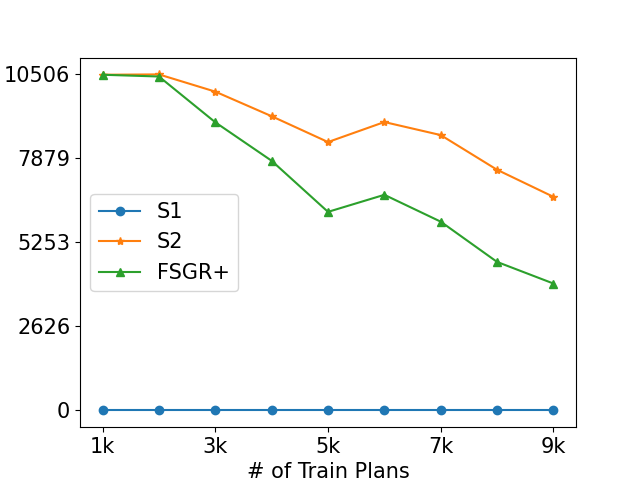 10506
7879
5253
2626
0
S1
S2
FSGR+
1k 3k 5k 7k 9k
# of Train Plans